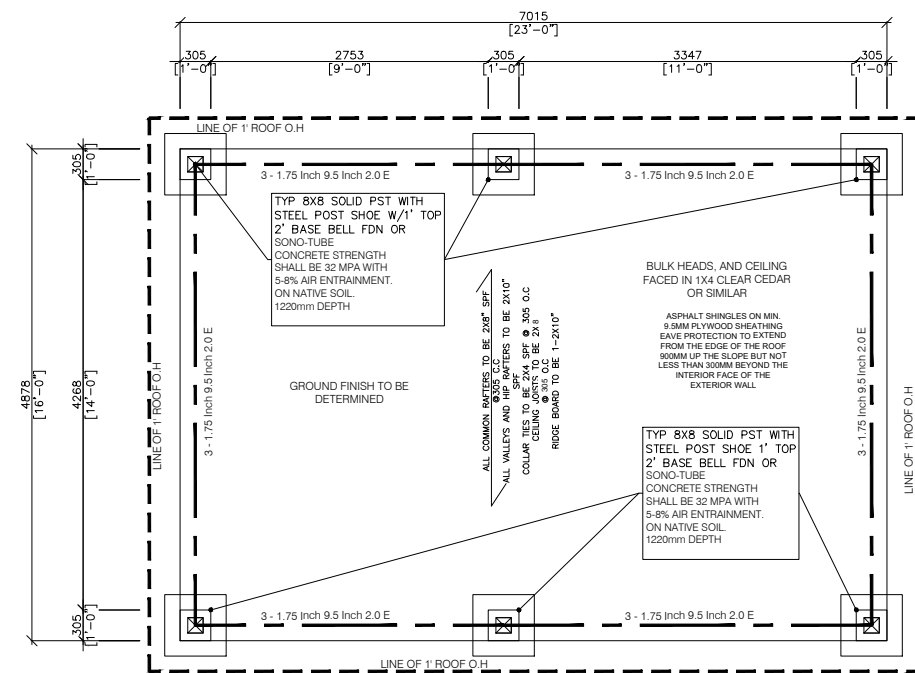 7015
[23'-0"]
305
[1'-0"]
2753
[9'-0"]
305
[1'-0"]
3347
[11'-0"]
305
[1'-0"]
LINE OF 1' ROOF O.H
305
[1'-0"]
3 - 1.75 Inch 9.5 Inch 2.0 E
3 - 1.75 Inch 9.5 Inch 2.0 E
TYP 8X8 SOLID PST WITH
STEEL POST SHOE W/1' TOP
2' BASE BELL FDN OR
SONO-TUBE
CONCRETE STRENGTH
SHALL BE 32 MPA WITH
5-8% AIR ENTRAINMENT.
ON NATIVE SOIL.
1220mm DEPTH
BULK HEADS, AND CEILING
FACED IN 1X4 CLEAR CEDAR
OR SIMILAR
ASPHALT SHINGLES ON MIN.
9.5MM PLYWOOD SHEATHING
EAVE PROTECTION TO EXTEND
FROM THE EDGE OF THE ROOF
900MM UP THE SLOPE BUT NOT
LESS THAN 300MM BEYOND THE
INTERIOR FACE OF THE
EXTERIOR WALL
4878
[16'-0"]
4268
[14'-0"]
LINE OF 1' ROOF O.H
3 - 1.75 Inch 9.5 Inch 2.0 E
GROUND FINISH TO BE
DETERMINED
ALL COMMON RAFTERS TO BE 2X8" SPF
@305 C.C
ALL VALLEYS AND HIP RAFTERS TO BE 2X10"
SPF
COLLAR TIES TO BE 2X4 SPF @ 305 O.C
CEILING JOISTS TO BE 2X8
@ 305 O.C
RIDGE BOARD TO BE 1-2X10"
3 - 1.75 Inch 9.5 Inch 2.0 E
LINE OF 1' ROOF O.H
TYP 8X8 SOLID PST WITH
STEEL POST SHOE 1' TOP
2' BASE BELL FDN OR
SONO-TUBE
CONCRETE STRENGTH
SHALL BE 32 MPA WITH
5-8% AIR ENTRAINMENT.
ON NATIVE SOIL.
1220mm DEPTH
305
[1'-0"]
3 - 1.75 Inch 9.5 Inch 2.0 E
3 - 1.75 Inch 9.5 Inch 2.0 E
LINE OF 1' ROOF O.H